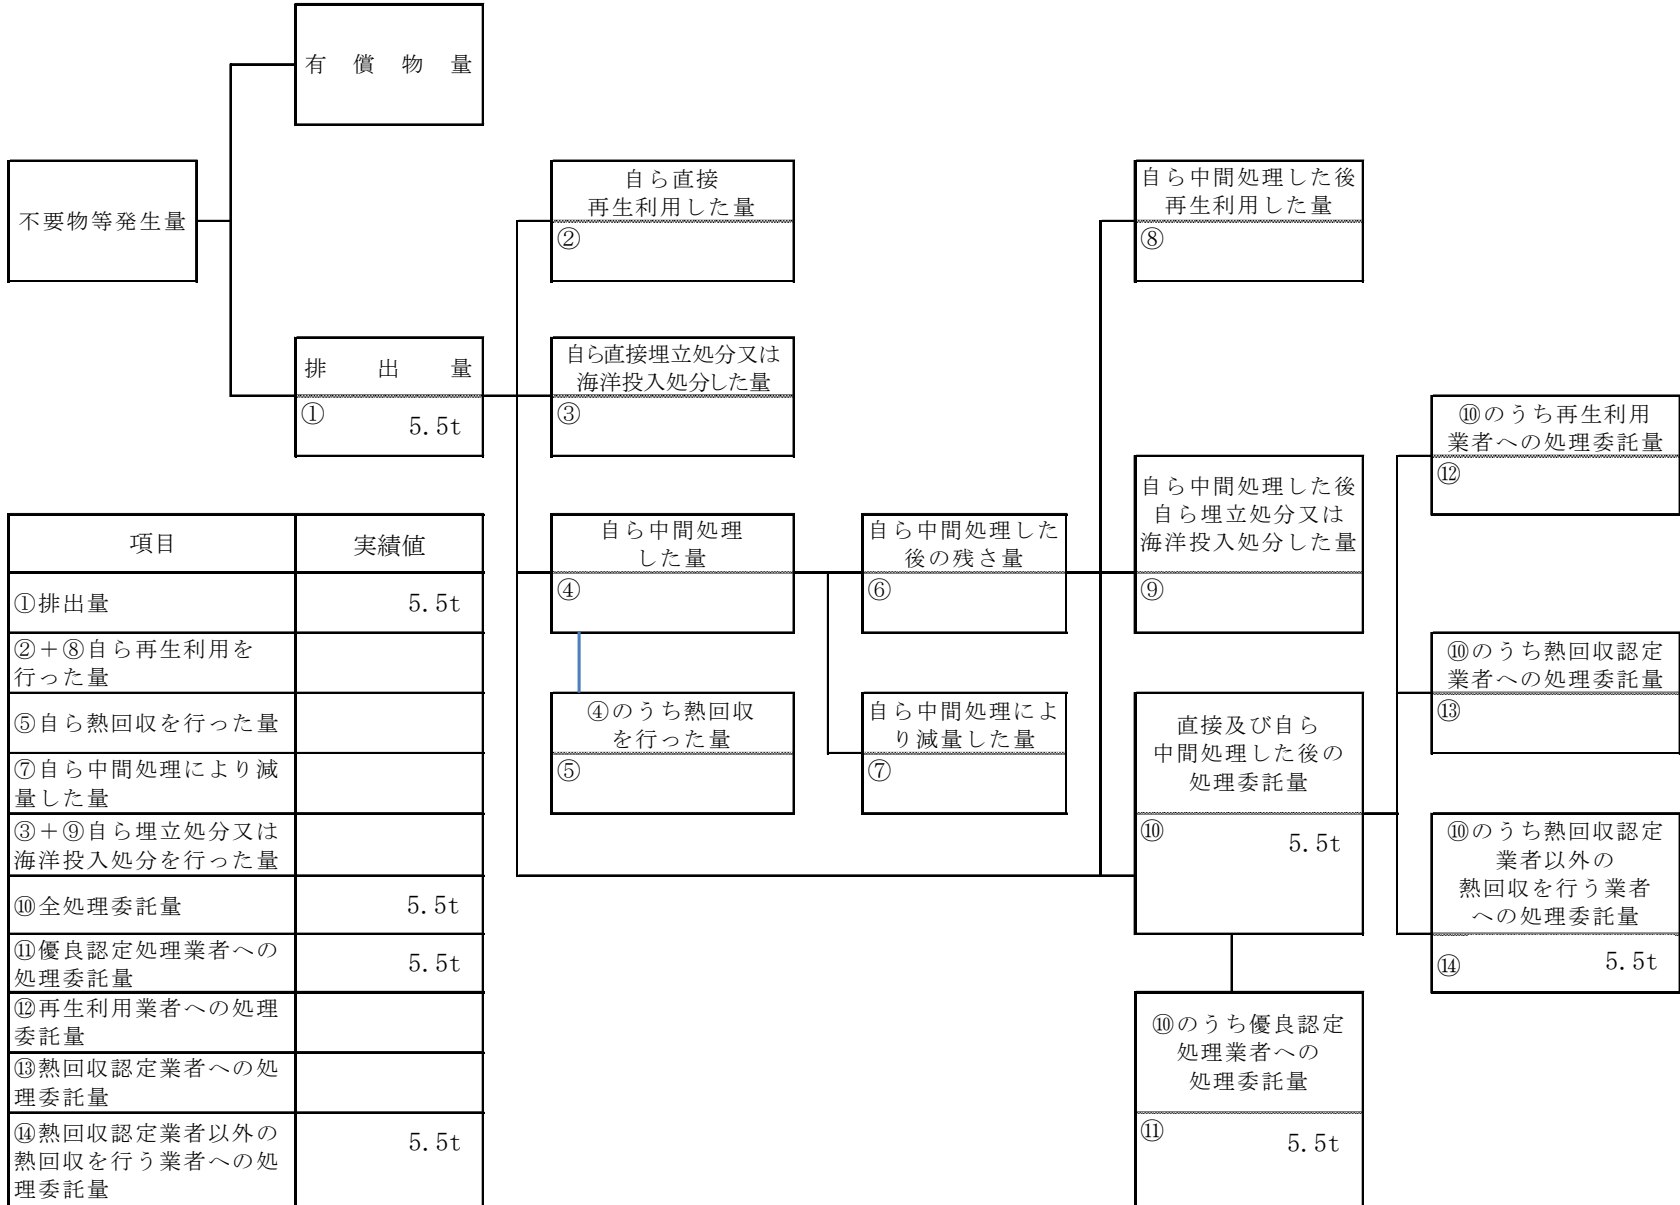 有償物量
不要物等発生量
排出量
①
5.5t
自ら直接
再生利用した量
②
自ら直接埋立処分又は
海洋投入処分した量
③
自ら中間処理
した量
④
④のうち熱回収
を行った量
⑤
自ら中間処理した
後の残さ量
⑥
自ら中間処理によ
り減量した量
⑦
自ら中間処理した後
再生利用した量
⑧
自ら中間処理した後
自ら埋立処分又は
海洋投入処分した量
⑨
直接及び自ら
中間処理した後の
処理委託量
⑩
5.5t
⑩のうち優良認定
処理業者への
処理委託量
⑪
5.5t
⑩のうち再生利用
業者への処理委託量
⑫
⑩のうち熱回収認定
業者への処理委託量
⑬
⑩のうち熱回収認定
業者以外の
熱回収を行う業者
への処理委託量
⑭
5.5t
項目 実績値
①排出量 5.5t
②＋⑧自ら再生利用を
行った量
⑤自ら熱回収を行った量
⑦自ら中間処理により減
量した量
③＋⑨自ら埋立処分又は
海洋投入処分を行った量
⑩全処理委託量 5.5t
⑪優良認定処理業者への
処理委託量
5.5t
⑫再生利用業者への処理
委託量
⑬熱回収認定業者への処
理委託量
⑭熱回収認定業者以外の
熱回収を行う業者への処
理委託量
5.5t